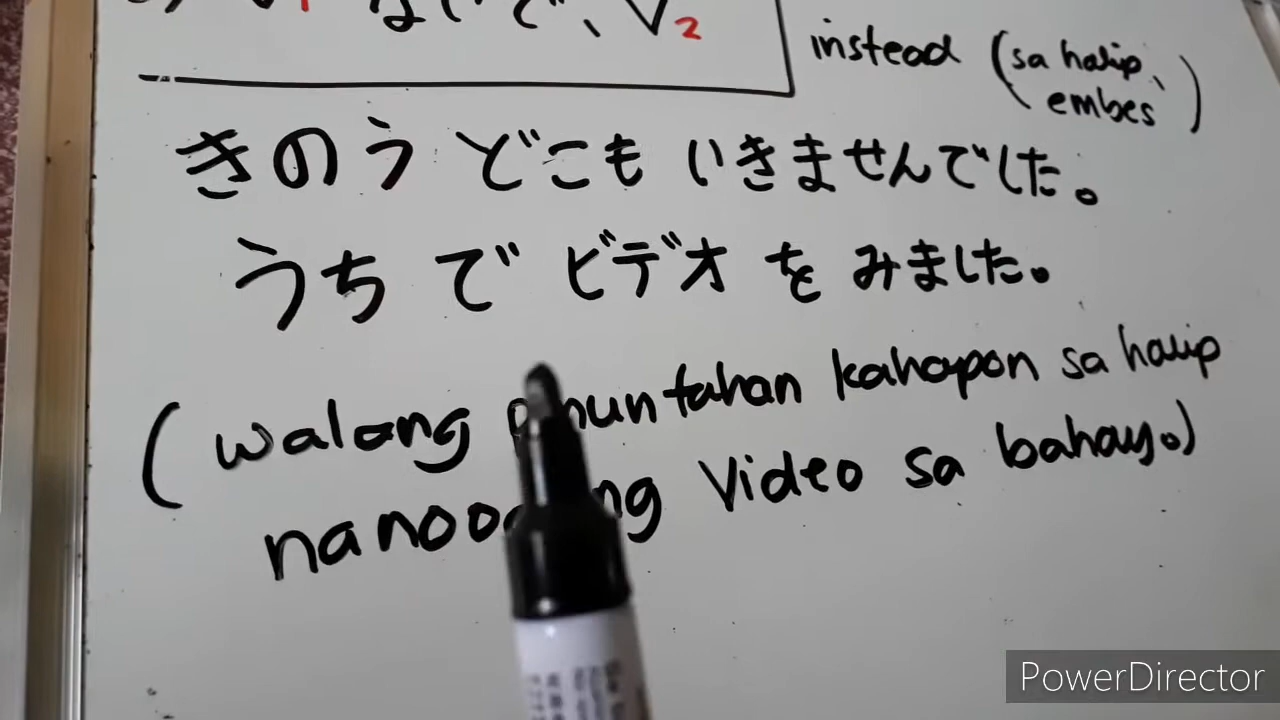 V1 ないで、V2
instead (sa halip,
embes)
きのう どこも いきませんでした。
うち で ビデオ を みました。
(walang kahapon sa halip
video sa bahay。)
PowerDirector